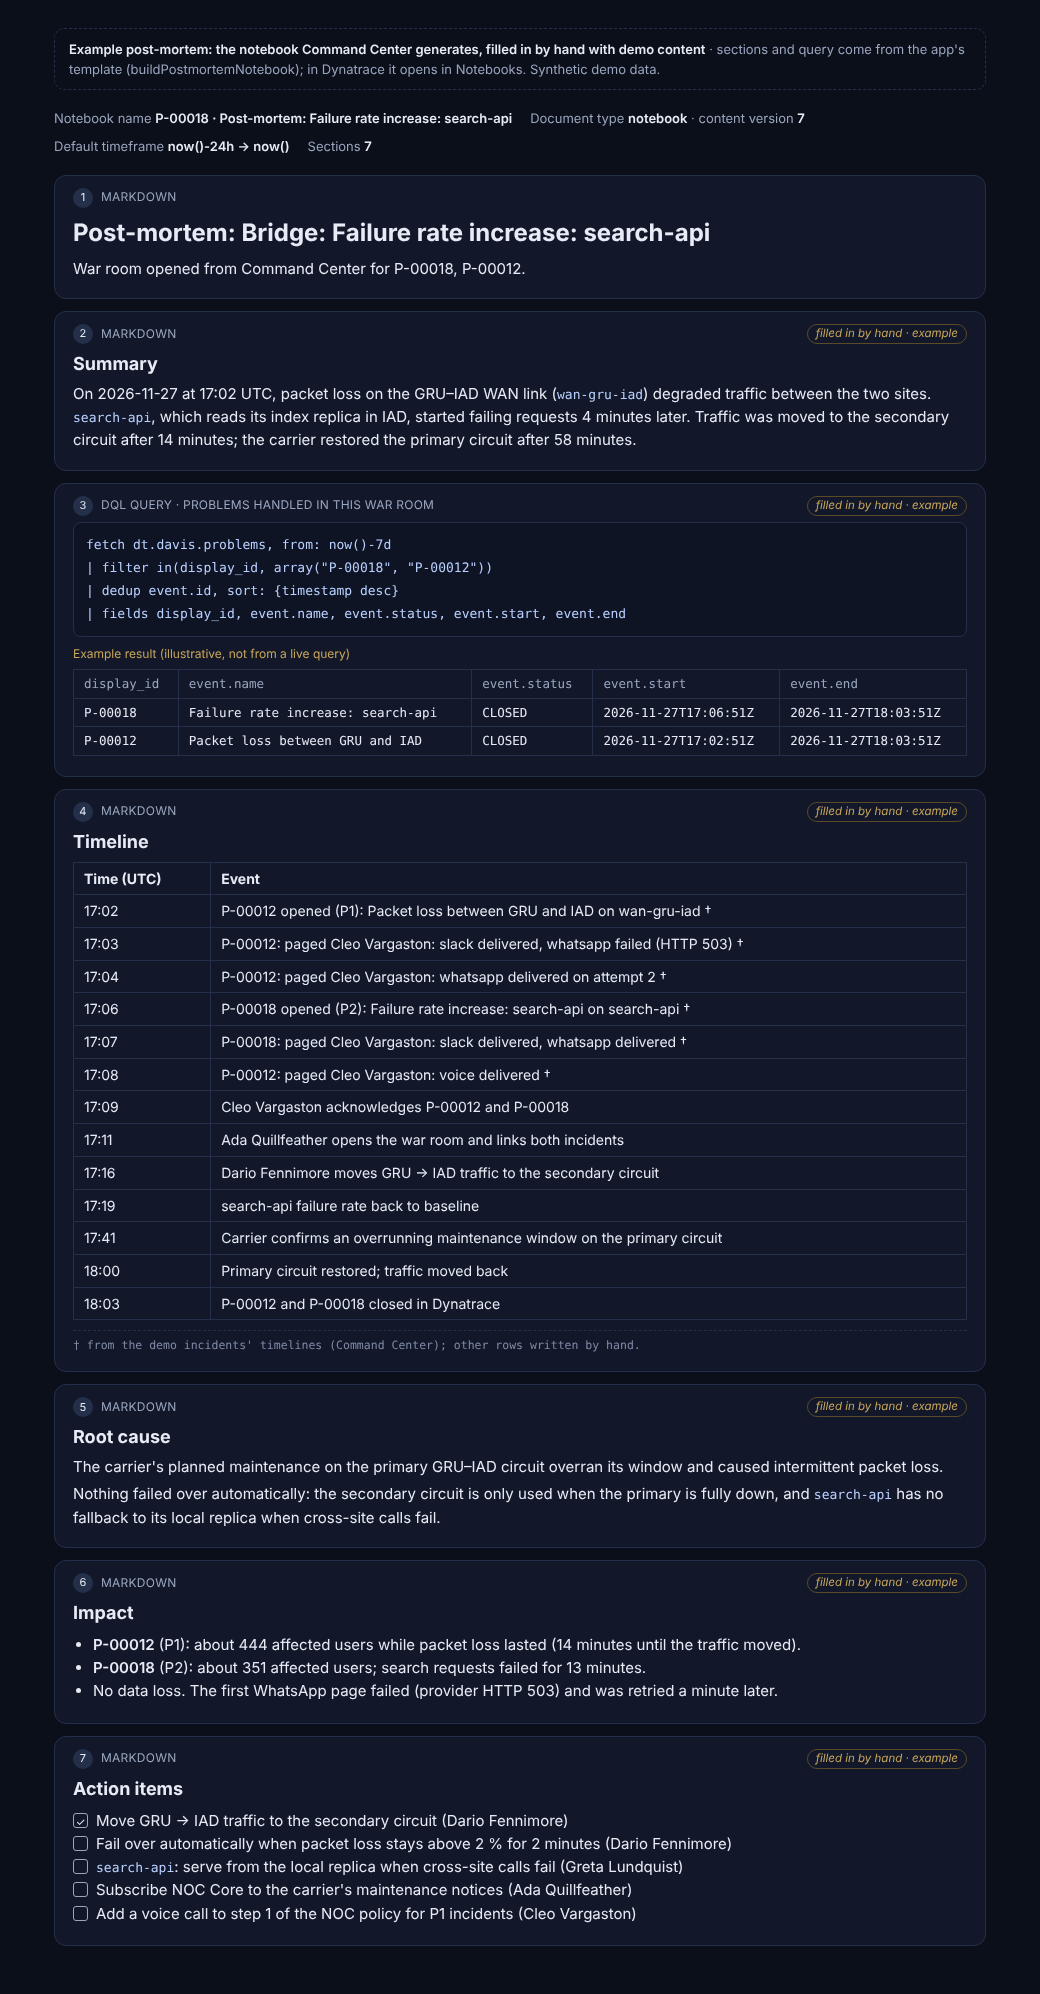 Example post-mortem: the notebook Command Center generates, filled in by hand with demo content · sections and query come from the app's
template (buildPostmortemNotebook); in Dynatrace it opens in Notebooks. Synthetic demo data.
Notebook name P-00018 · Post-mortem: Failure rate increase: search-api Document type notebook · content version 7
Default timeframe now()-24h → now() Sections 7
1 MARKDOWN
Post-mortem: Bridge: Failure rate increase: search-api
War room opened from Command Center for P-00018, P-00012.
2 MARKDOWN filled in by hand · example
Summary
On 2026-11-27 at 17:02 UTC, packet loss on the GRU–IAD WAN link (wan-gru-iad) degraded traffic between the two sites.
search-api, which reads its index replica in IAD, started failing requests 4 minutes later. Traffic was moved to the secondary
circuit after 14 minutes; the carrier restored the primary circuit after 58 minutes.
3 DQL QUERY · PROBLEMS HANDLED IN THIS WAR ROOM filled in by hand · example
fetch dt.davis.problems, from: now()-7d
| filter in(display_id, array("P-00018", "P-00012"))
| dedup event.id, sort: {timestamp desc}
| fields display_id, event.name, event.status, event.start, event.end
Example result (illustrative, not from a live query)
display_id event.name event.status event.start event.end
P-00018 Failure rate increase: search-api CLOSED 2026-11-27T17:06:51Z 2026-11-27T18:03:51Z
P-00012 Packet loss between GRU and IAD CLOSED 2026-11-27T17:02:51Z 2026-11-27T18:03:51Z
4 MARKDOWN filled in by hand · example
Timeline
Time (UTC) Event
17:02 P-00012 opened (P1): Packet loss between GRU and IAD on wan-gru-iad †
17:03 P-00012: paged Cleo Vargaston: slack delivered, whatsapp failed (HTTP 503) †
17:04 P-00012: paged Cleo Vargaston: whatsapp delivered on attempt 2 †
17:06 P-00018 opened (P2): Failure rate increase: search-api on search-api †
17:07 P-00018: paged Cleo Vargaston: slack delivered, whatsapp delivered †
17:08 P-00012: paged Cleo Vargaston: voice delivered †
17:09 Cleo Vargaston acknowledges P-00012 and P-00018
17:11 Ada Quillfeather opens the war room and links both incidents
17:16 Dario Fennimore moves GRU → IAD traffic to the secondary circuit
17:19 search-api failure rate back to baseline
17:41 Carrier confirms an overrunning maintenance window on the primary circuit
18:00 Primary circuit restored; traffic moved back
18:03 P-00012 and P-00018 closed in Dynatrace
† from the demo incidents' timelines (Command Center); other rows written by hand.
5 MARKDOWN filled in by hand · example
Root cause
The carrier's planned maintenance on the primary GRU–IAD circuit overran its window and caused intermittent packet loss.
Nothing failed over automatically: the secondary circuit is only used when the primary is fully down, and search-api has no
fallback to its local replica when cross-site calls fail.
6 MARKDOWN filled in by hand · example
Impact
• P-00012 (P1): about 444 affected users while packet loss lasted (14 minutes until the traffic moved).
• P-00018 (P2): about 351 affected users; search requests failed for 13 minutes.
• No data loss. The first WhatsApp page failed (provider HTTP 503) and was retried a minute later.
7 MARKDOWN filled in by hand · example
Action items
Move GRU → IAD traffic to the secondary circuit (Dario Fennimore)
Fail over automatically when packet loss stays above 2 % for 2 minutes (Dario Fennimore)
search-api: serve from the local replica when cross-site calls fail (Greta Lundquist)
Subscribe NOC Core to the carrier's maintenance notices (Ada Quillfeather)
Add a voice call to step 1 of the NOC policy for P1 incidents (Cleo Vargaston)